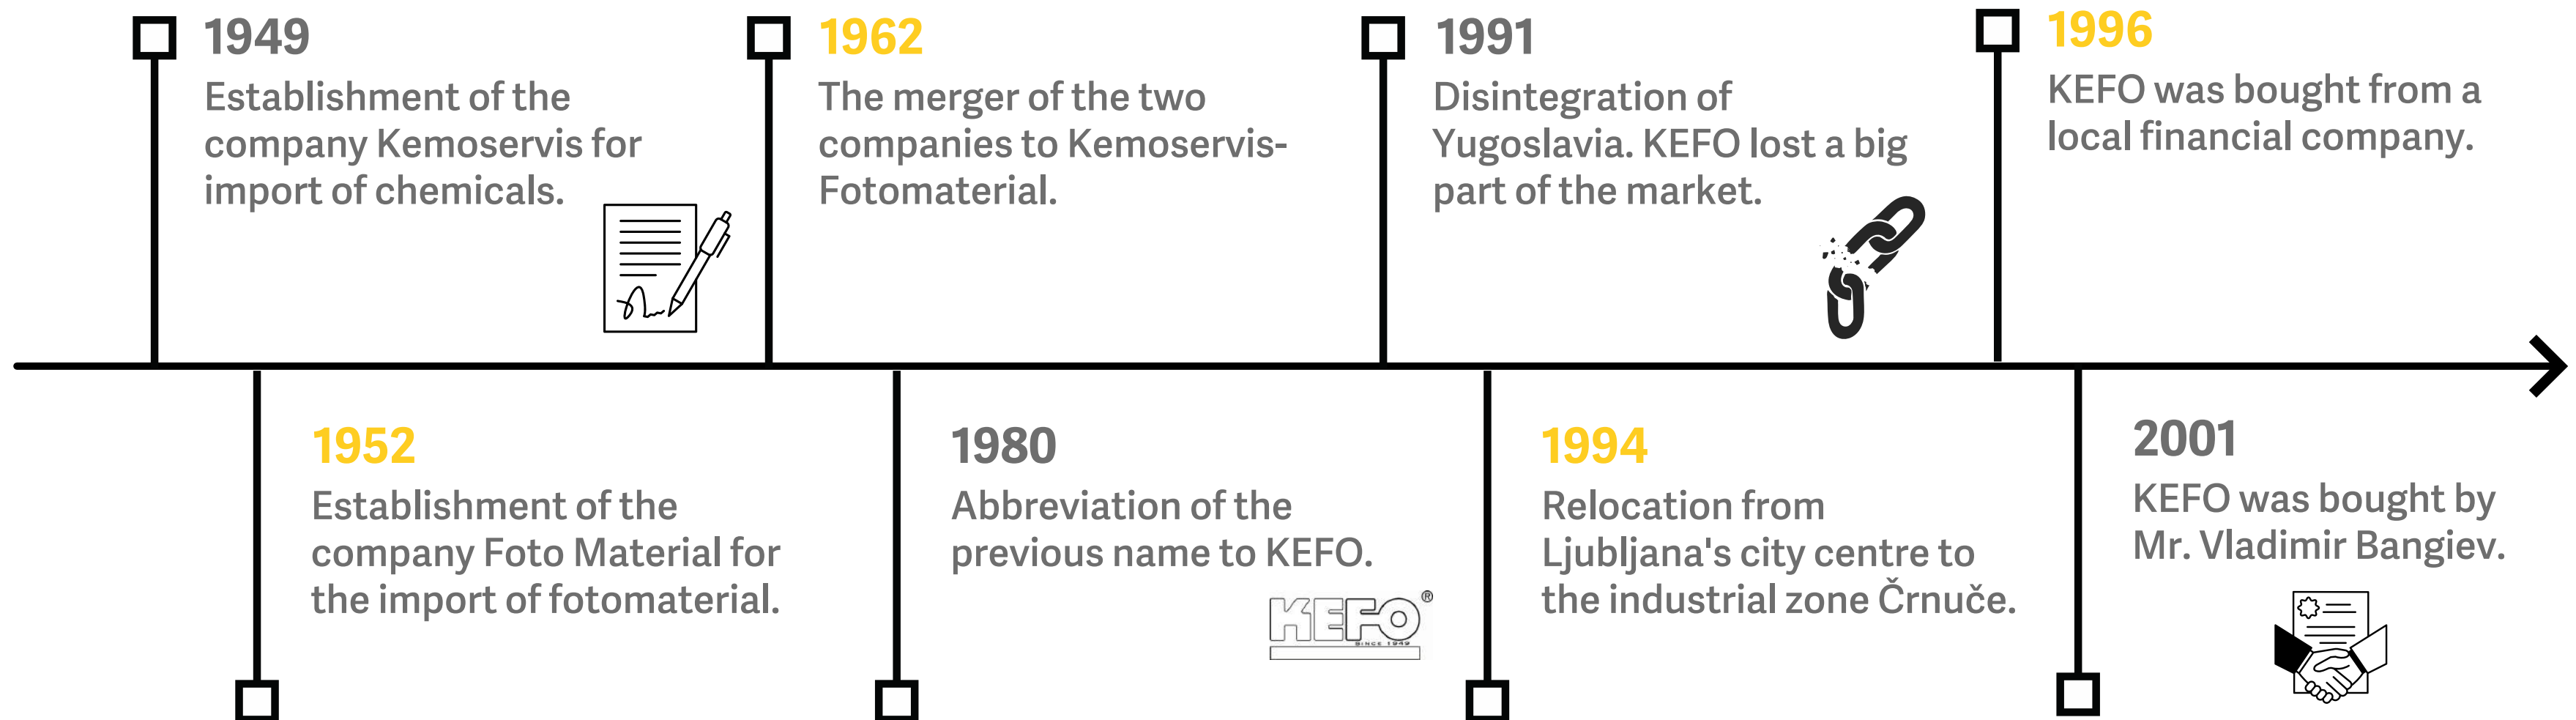 1949
Establishment of the
company Kemoservis for
import of chemicals.
1952
Establishment of the
company Foto Material for
the import of fotomaterial.
1962
The merger of the two
companies to Kemoservis-
Fotomaterial.
1980
Abbreviation of the
previous name to KEFO.
KEFO®
SINCE 1949
1991
Disintegration of
Yugoslavia. KEFO lost a big
part of the market.
1994
Relocation from
Ljubljana's city centre to
the industrial zone Črnuče.
1996
KEFO was bought from a
local financial company.
2001
KEFO was bought by
Mr. Vladimir Bangiev.